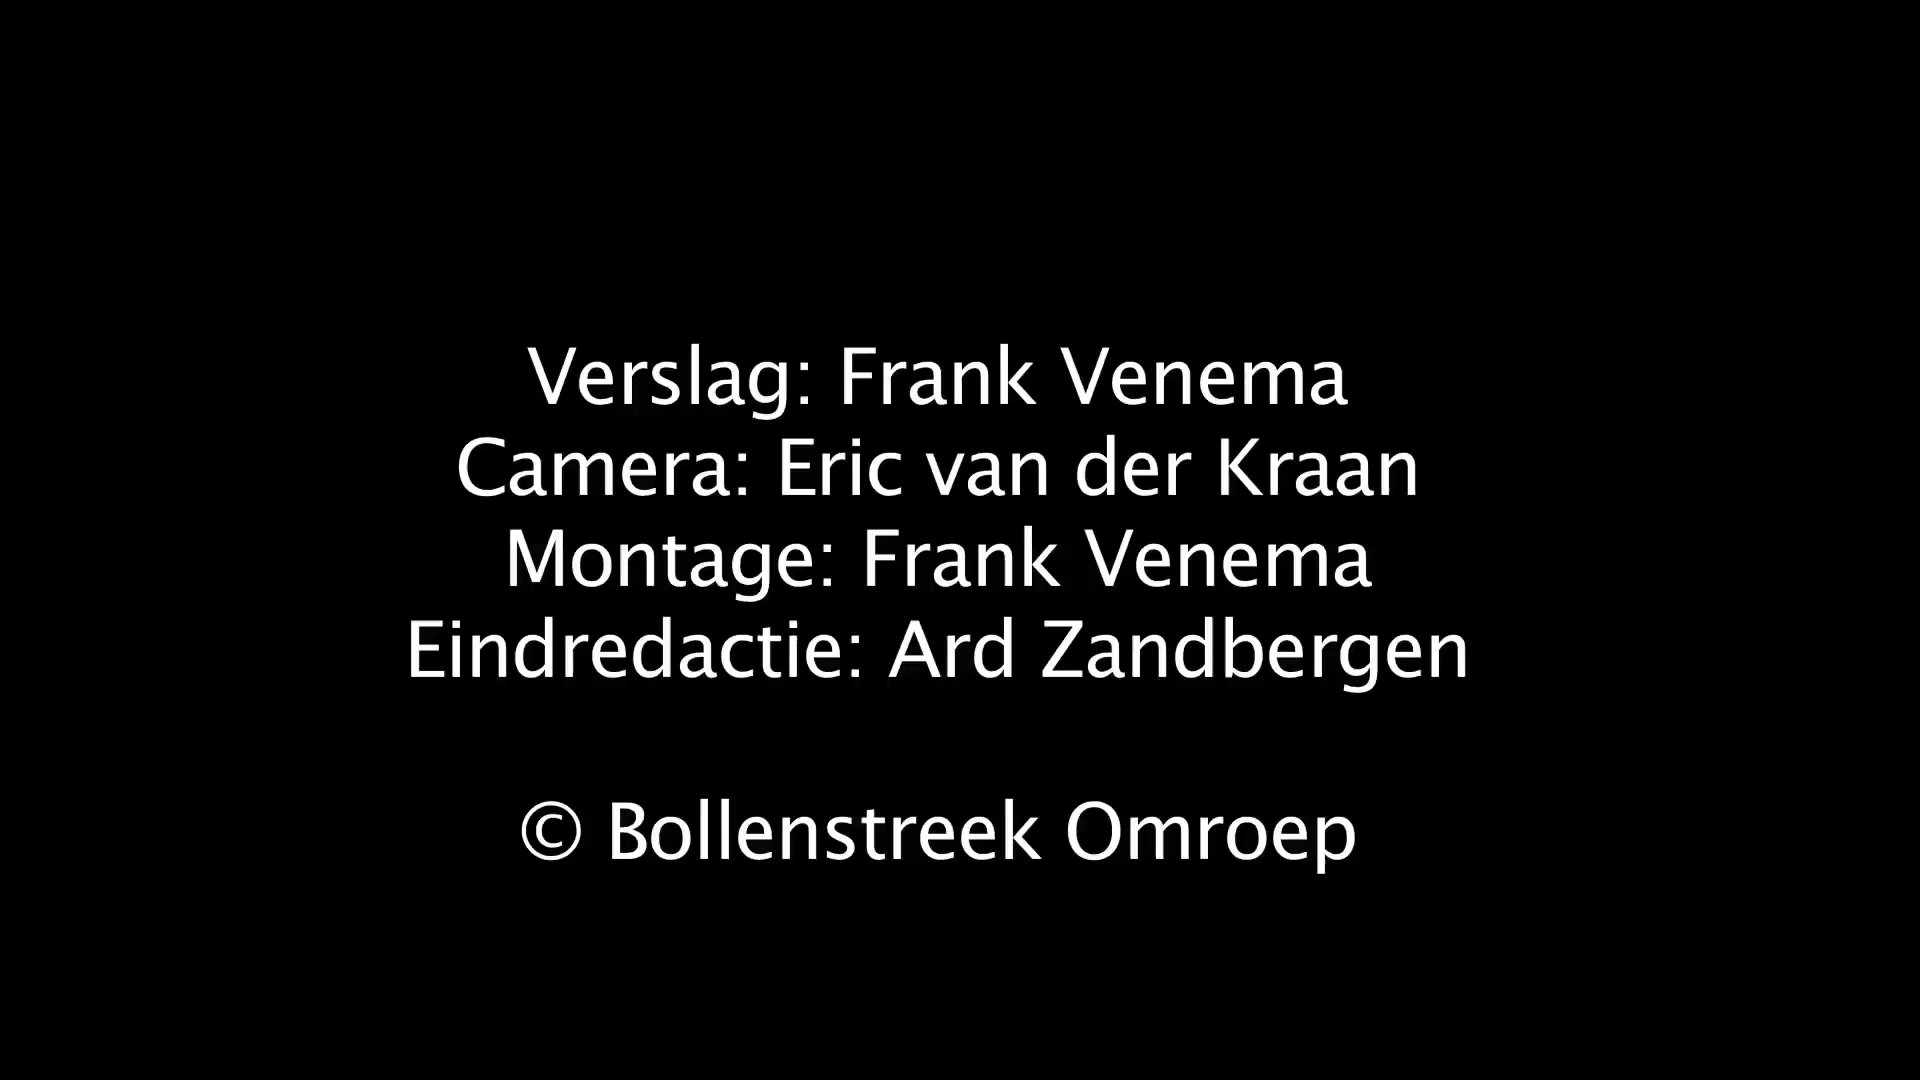 Verslag: Frank Venema
Camera: Eric van der Kraan
Montage: Frank Venema
Eindredactie: Ard Zandbergen
© Bollenstreek Omroep